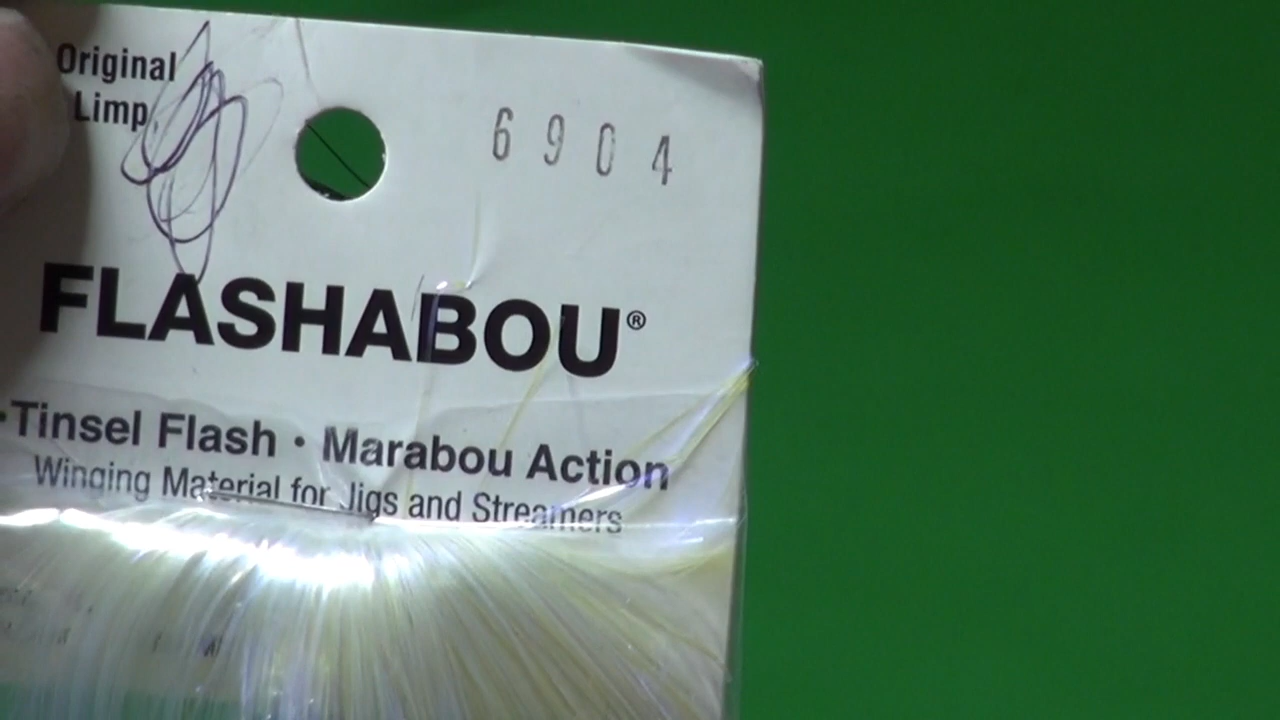 Original
Limp
6904
FLASHABOU®
•Tinsel Flash • Marabou Action
Winging Material for Jigs and Streamers